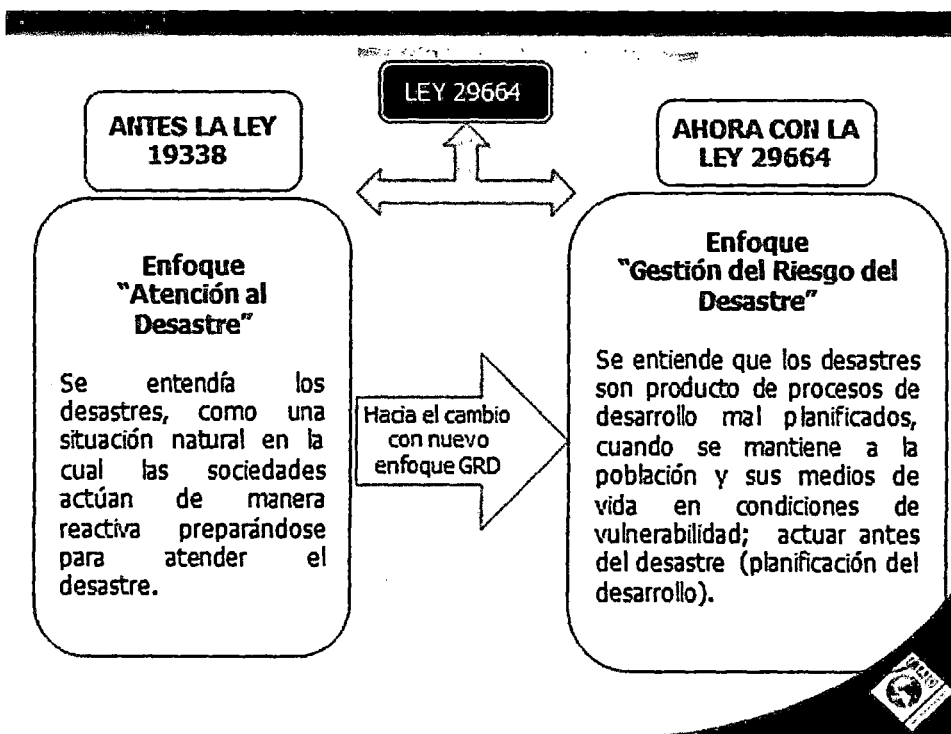 LEY 29664
ANTES LA LEY
19338
AHORA CON LA
LEY 29664
Enfoque
"Atención al
Desastre"
Se entendía los
desastres, como una
situación natural en la
cual las sociedades
actúan de manera
reactiva preparándose
para atender el
desastre.
Hacia el cambio
con nuevo
enfoque GRD
Enfoque
"Gestión del Riesgo del
Desastre"
Se entiende que los desastres
son producto de procesos de
desarrollo mal planificados,
cuando se mantiene a la
población y sus medios de
vida en condiciones de
vulnerabilidad; actuar antes
del desastre (planificación del
desarrollo).